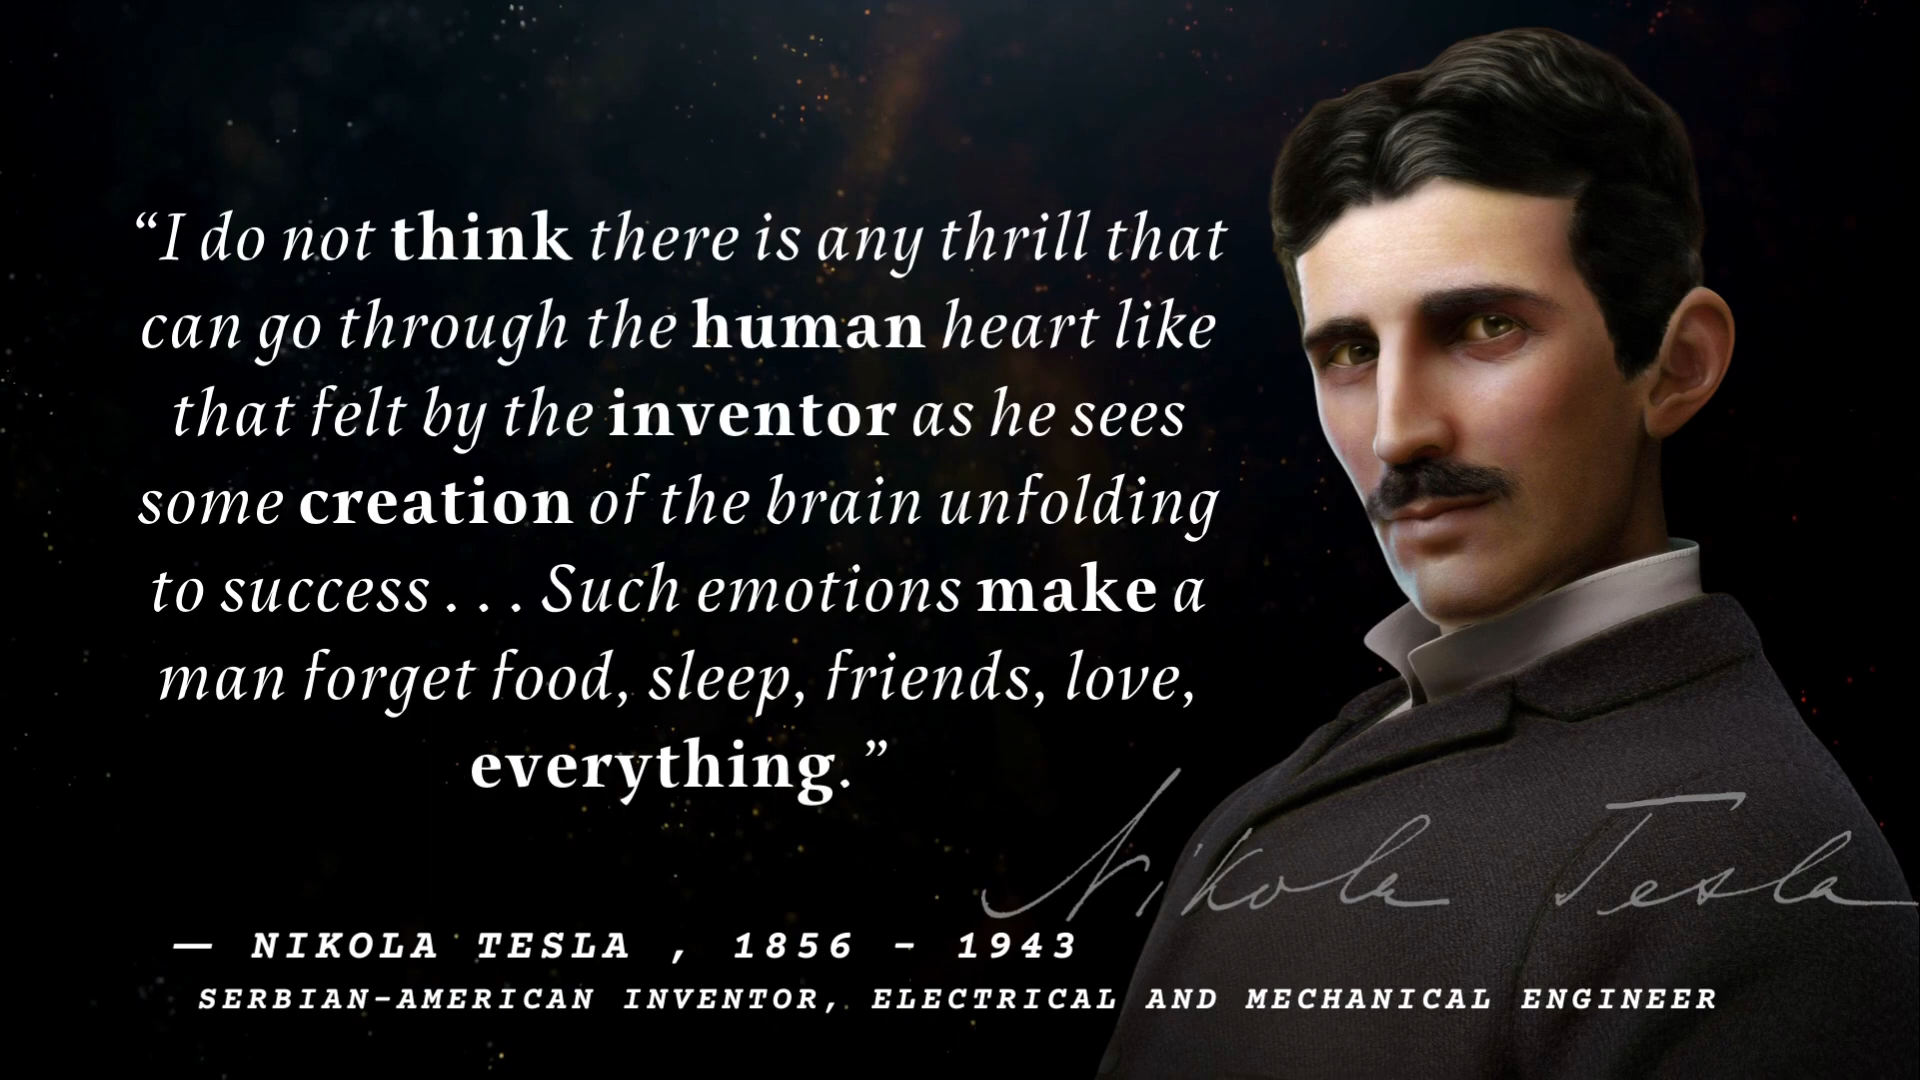 “I do not think there is any thrill that
can go through the human heart like
that felt by the inventor as he sees
some creation of the brain unfolding
to success . . . Such emotions make a
man forget food, sleep, friends, love,
everything.”
Nikola Tesla
— NIKOLA TESLA , 1856 – 1943
SERBIAN-AMERICAN INVENTOR, ELECTRICAL AND MECHANICAL ENGINEER